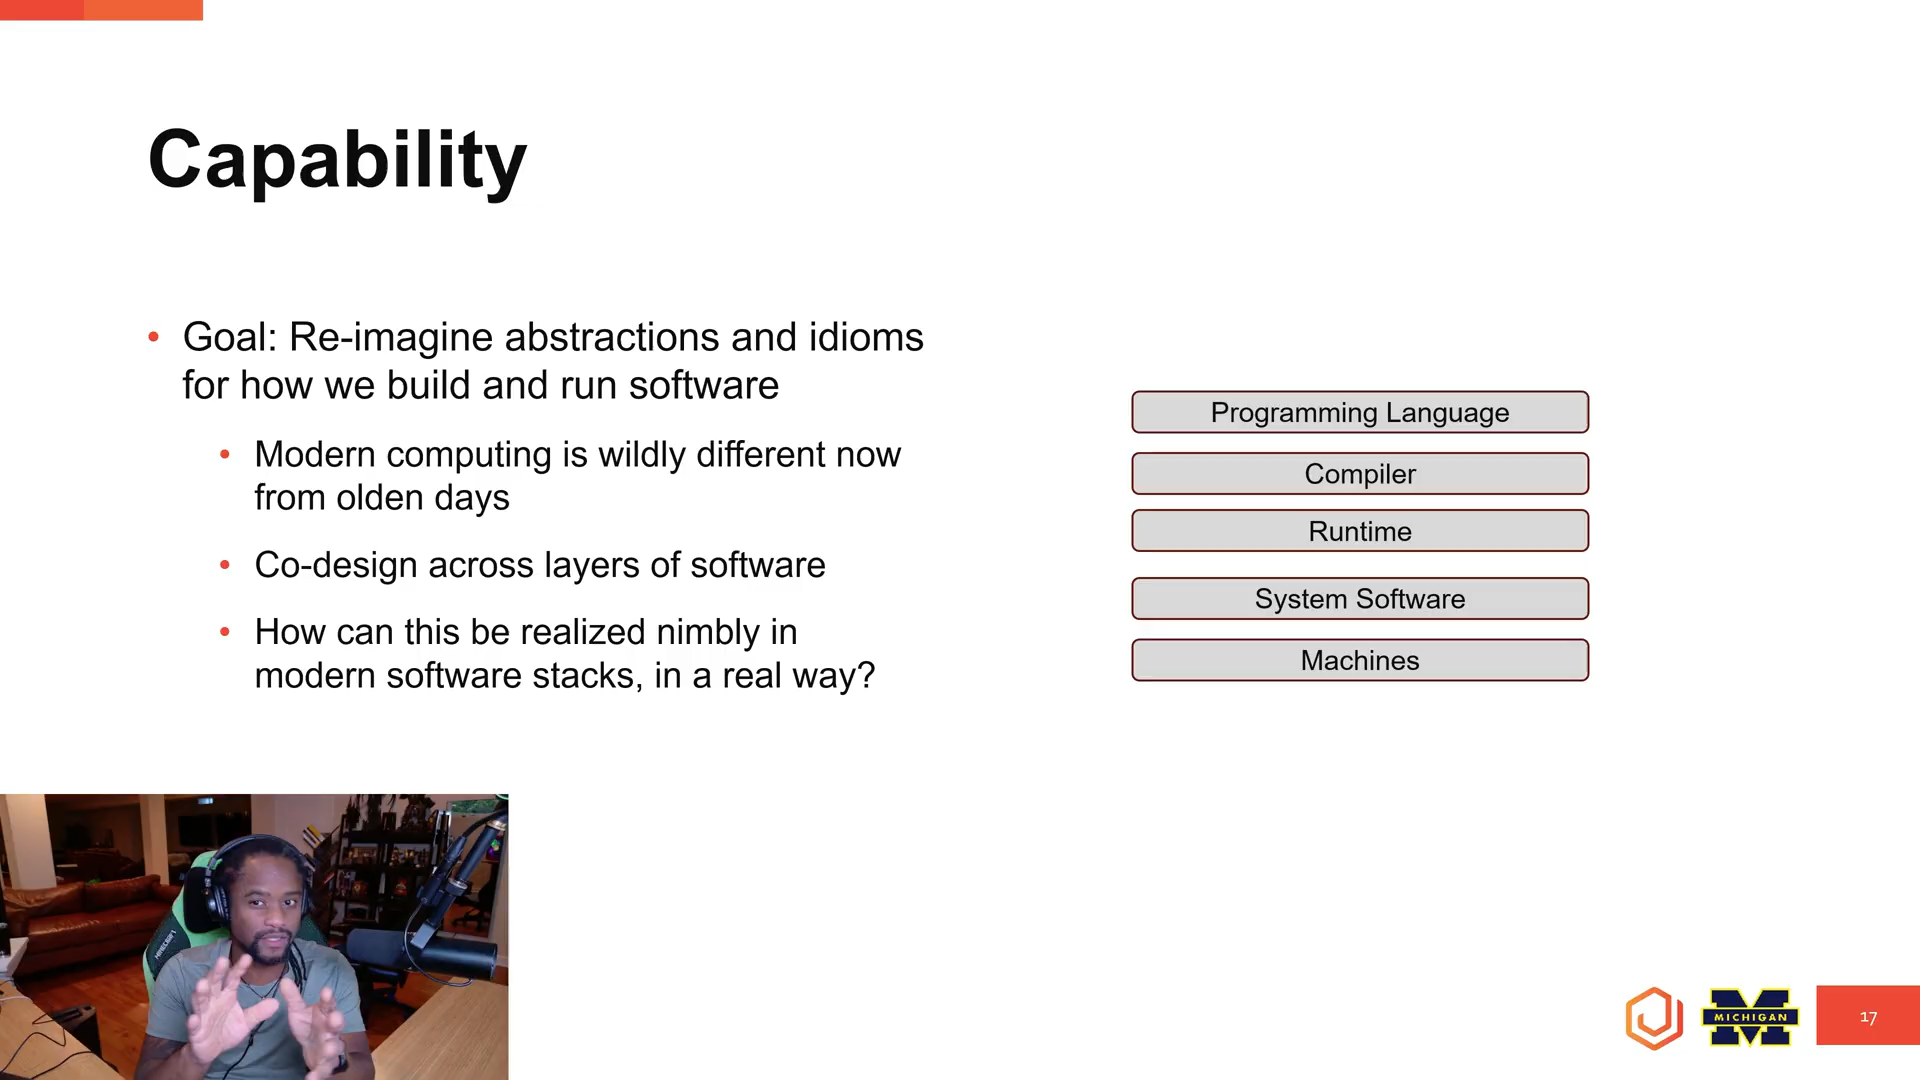 Capability
• Goal: Re-imagine abstractions and idioms
for how we build and run software
• Modern computing is wildly different now
from olden days
• Co-design across layers of software
• How can this be realized nimbly in
modern software stacks, in a real way?
Programming Language
Compiler
Runtime
System Software
Machines
MINECRAFT
MICHIGAN
17